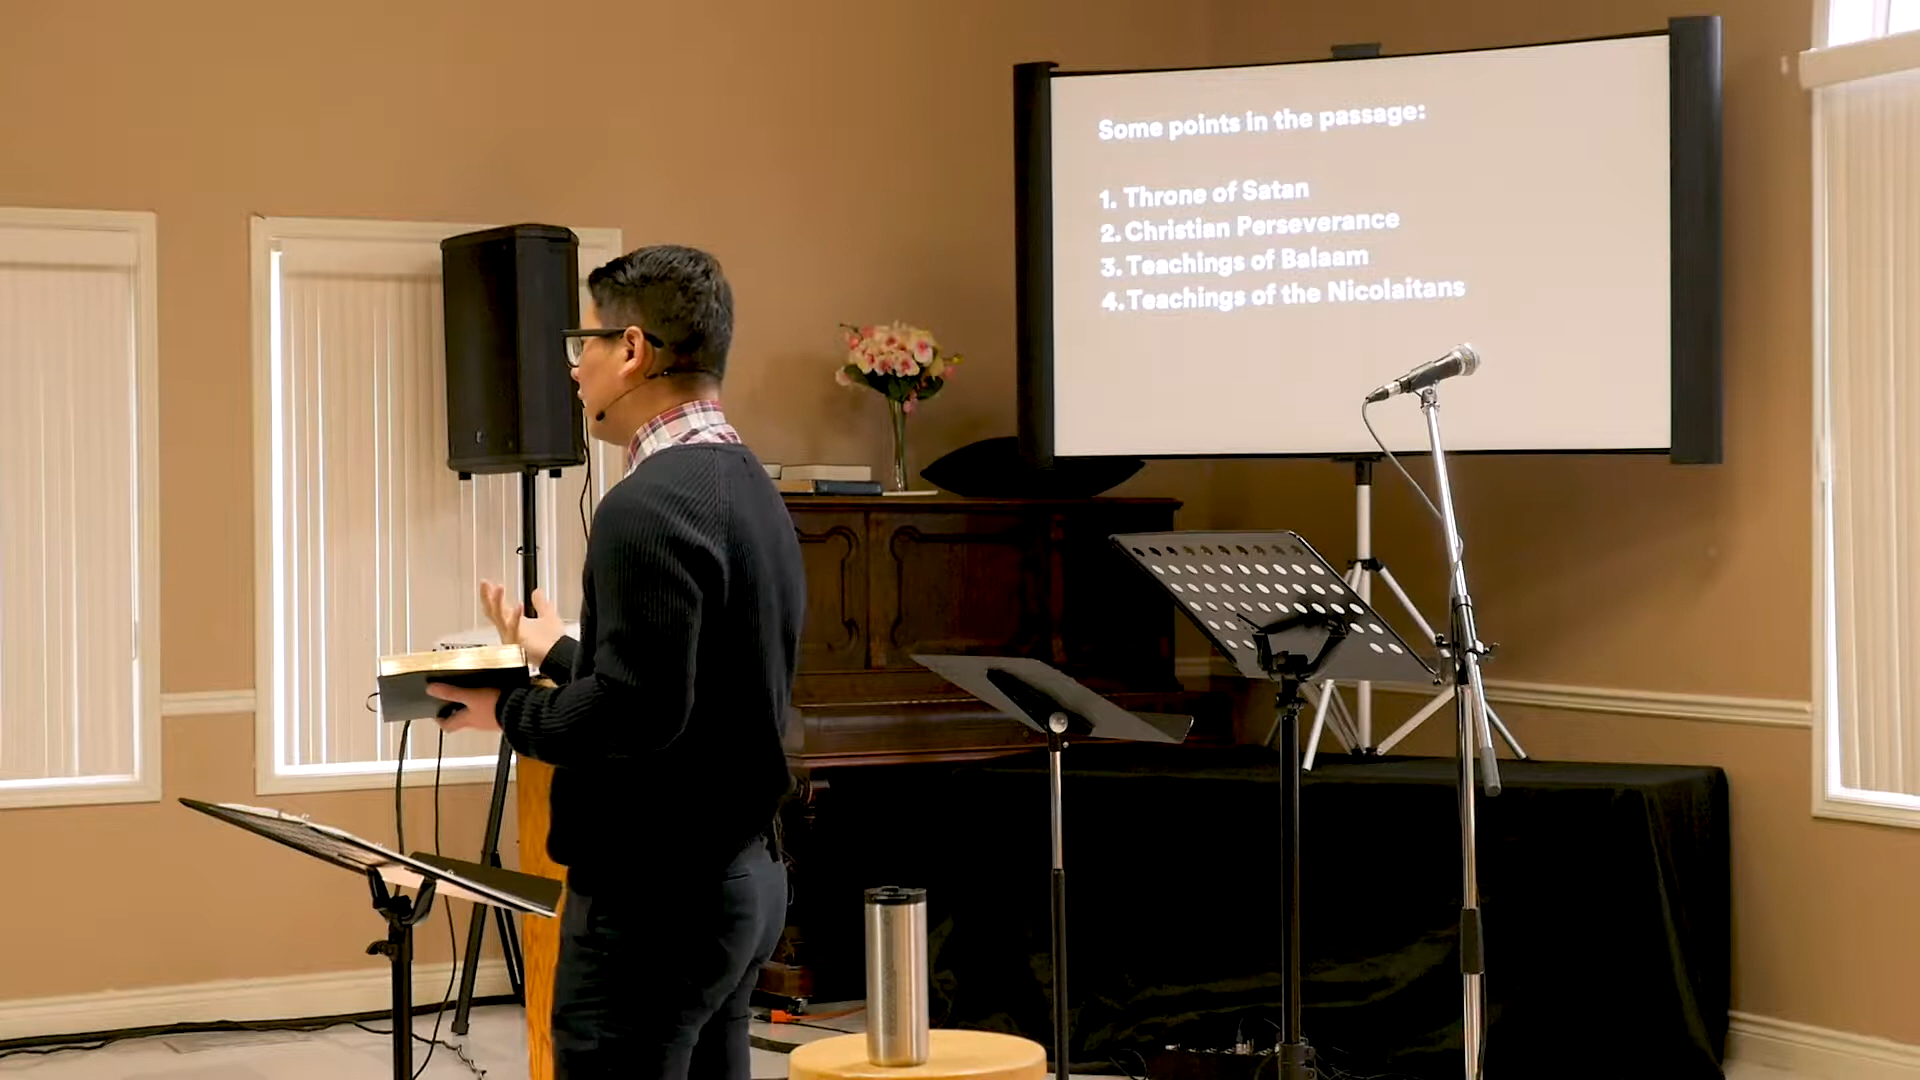 Some points in the passage:
1. Throne of Satan
2. Christian Perseverance
3. Teachings of Balaam
4. Teachings of the Nicolaitans